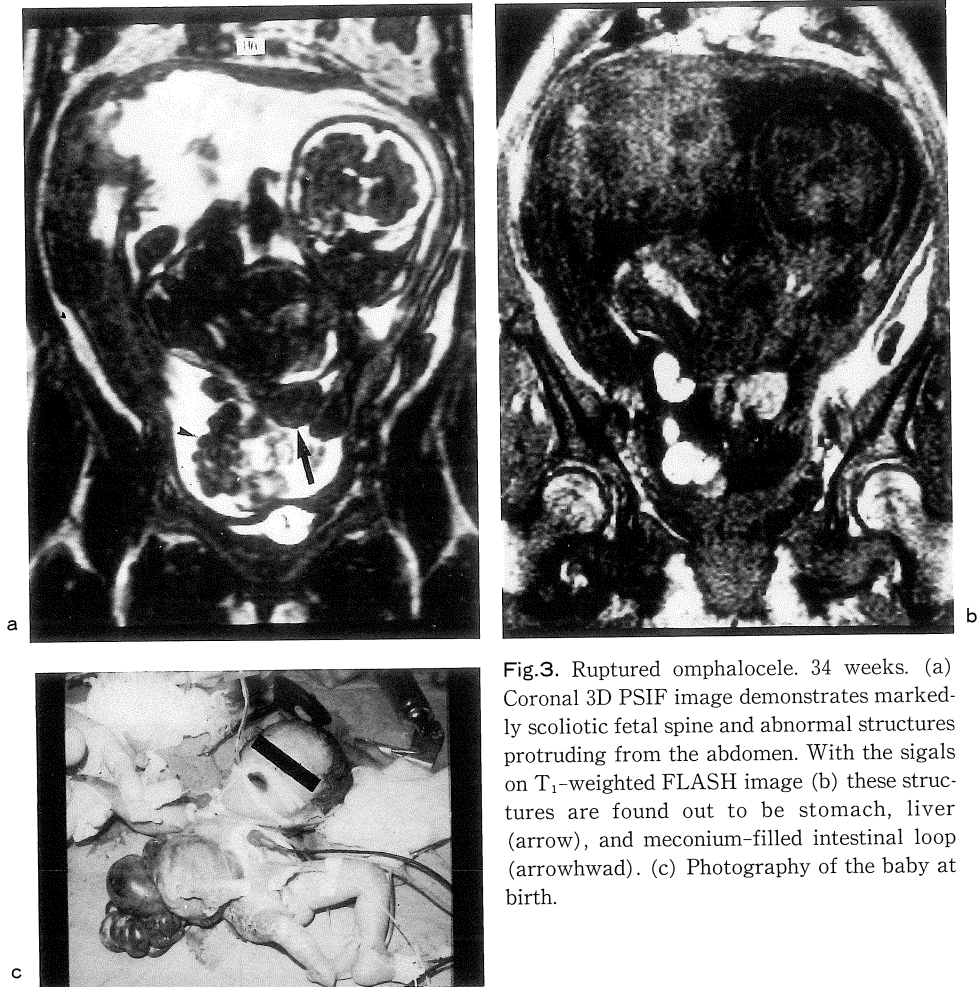 a
b
c
Fig.3. Ruptured omphalocele. 34 weeks. (a)
Coronal 3D PSIF image demonstrates marked-
ly scoliotic fetal spine and abnormal structures
protruding from the abdomen. With the sigals
on T₁-weighted FLASH image (b) these struc-
tures are found out to be stomach, liver
(arrow), and meconium-filled intestinal loop
(arrowhwad). (c) Photography of the baby at
birth.